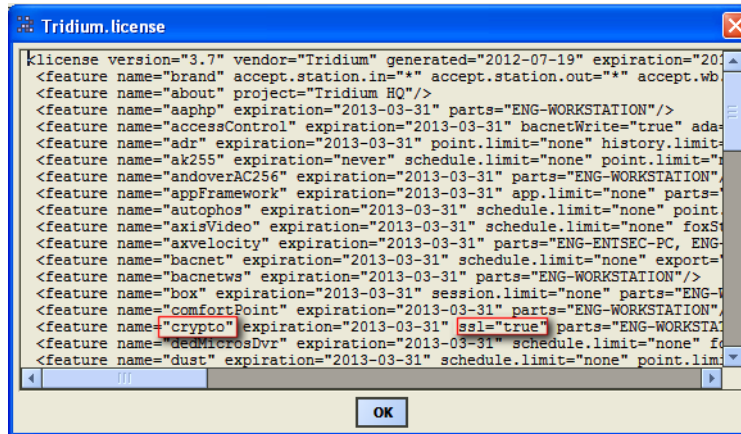 Tridium.license
<license version="3.7" vendor="Tridium" generated="2012-07-19" expiration="201
<feature name="brand" accept.station.in="*" accept.station.out="*" accept.wb.
<feature name="about" project="Tridium HQ"/>
<feature name="aaphp" expiration="2013-03-31" parts="ENG-WORKSTATION"/>
<feature name="accessControl" expiration="2013-03-31" bacnetWrite="true" ada=
<feature name="adr" expiration="2013-03-31" point.limit="none" history.limit=
<feature name="ak255" expiration="never" schedule.limit="none" point.limit="n
<feature name="andoverAC256" expiration="2013-03-31" parts="ENG-WORKSTATION"/
<feature name="appFramework" expiration="2013-03-31" app.limit="none" parts="
<feature name="autophos" expiration="2013-03-31" schedule.limit="none" point.
<feature name="axisVideo" expiration="2013-03-31" schedule.limit="none" foxSt
<feature name="axvelocity" expiration="2013-03-31" parts="ENG-ENTSEC-PC, ENG-
<feature name="bacnet" expiration="2013-03-31" schedule.limit="none" export="
<feature name="bacnetws" expiration="2013-03-31" parts="ENG-WORKSTATION"/>
<feature name="box" expiration="2013-03-31" session.limit="none" parts="ENG-W
<feature name="comfortPoint" expiration="2013-03-31" parts="ENG-WORKSTATION"/
<feature name="crypto" expiration="2013-03-31" ssl="true" parts="ENG-WORKSTAT
<feature name="dedMicrosDvr" expiration="2013-03-31" schedule.limit="none" fo
<feature name="dust" expiration="2013-03-31" schedule.limit="none" point.lim
OK